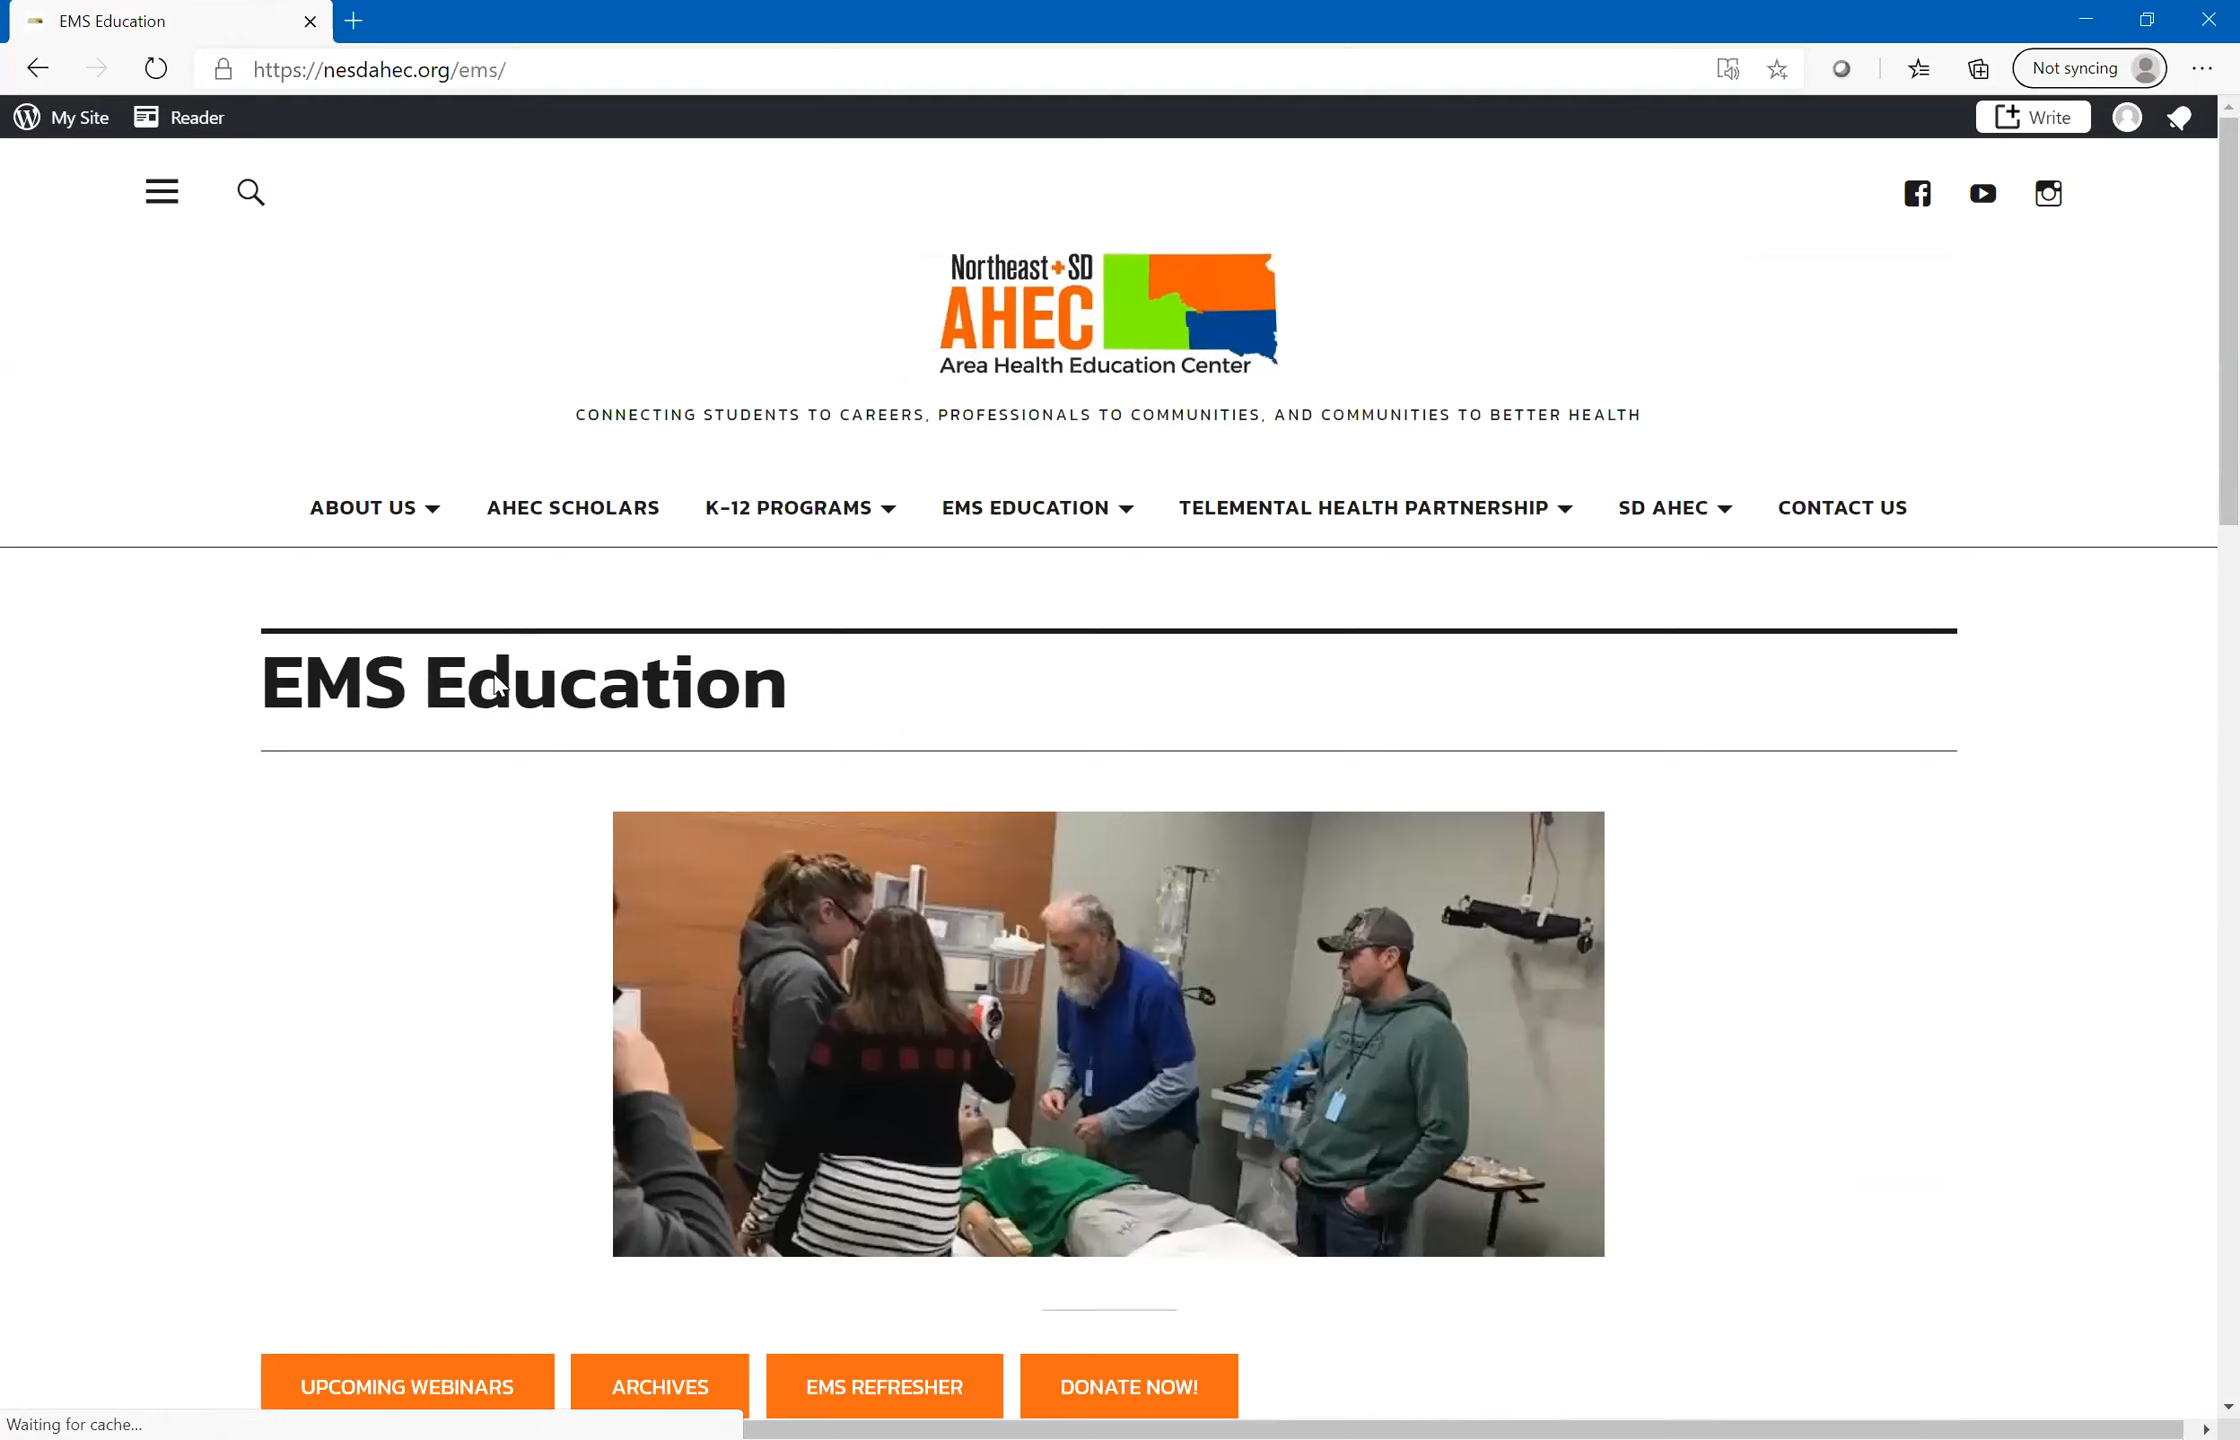 EMS Education
https://nesdahec.org/ems/
Not syncing
My Site
Reader
Write
Northeast + SD
AHEC
Area Health Education Center
CONNECTING STUDENTS TO CAREERS, PROFESSIONALS TO COMMUNITIES, AND COMMUNITIES TO BETTER HEALTH
ABOUT US
AHEC SCHOLARS
K-12 PROGRAMS
EMS EDUCATION
TELEMENTAL HEALTH PARTNERSHIP
SD AHEC
CONTACT US
EMS Education
UPCOMING WEBINARS
ARCHIVES
EMS REFRESHER
DONATE NOW!
Waiting for cache...